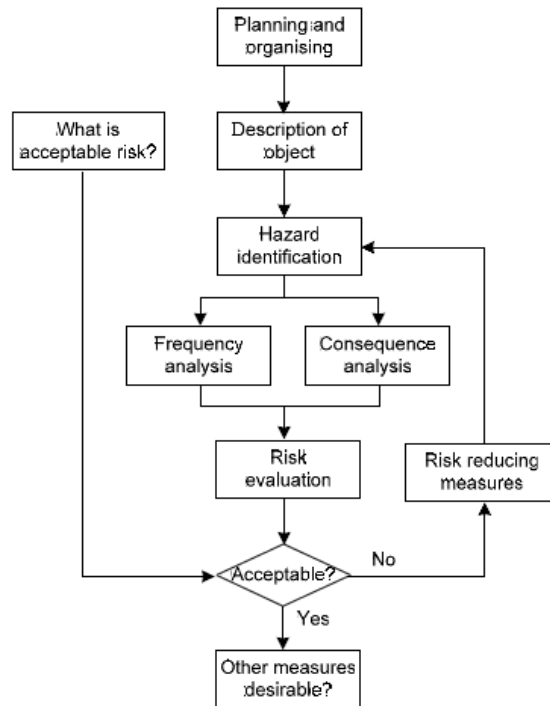 Planning and
organising
What is
acceptable risk?
Description of
object
Hazard
identification
Frequency
analysis
Consequence
analysis
Risk
evaluation
Risk reducing
measures
Acceptable?
No
Yes
Other measures
desirable?